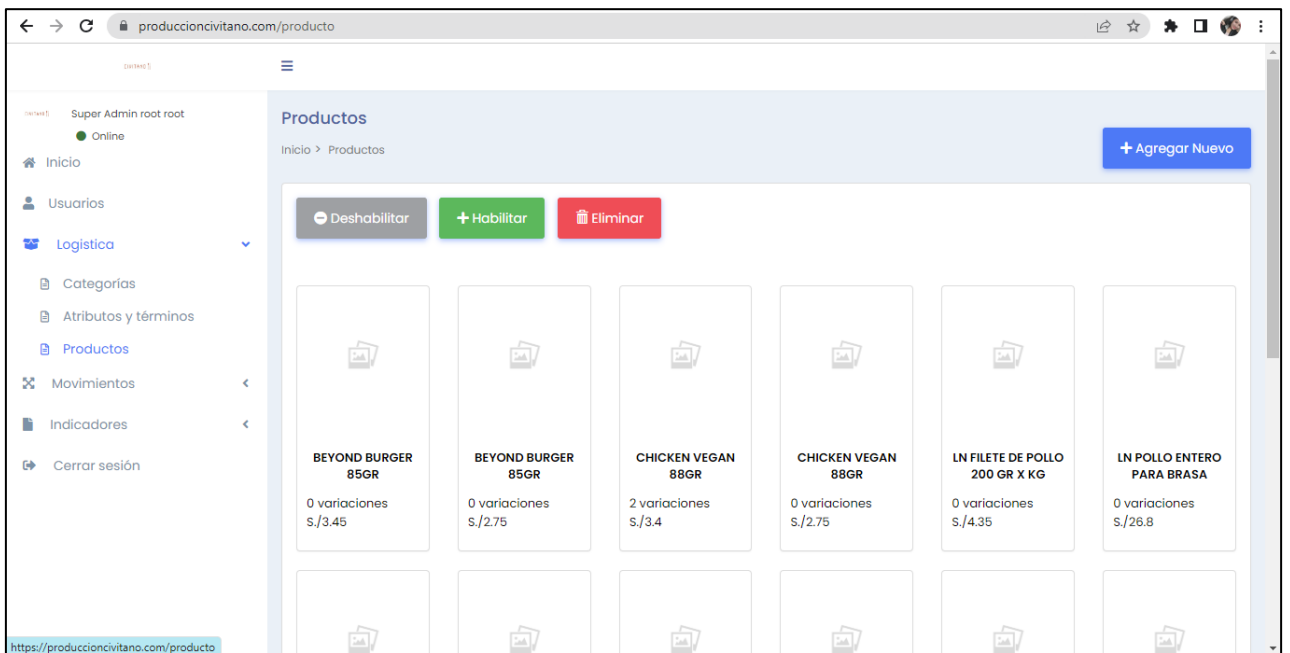 produccioncivitano.com/producto
Super Admin root root
Online
Inicio
Usuarios
Logistica
Categorías
Atributos y términos
Productos
Movimientos
Indicadores
Cerrar sesión
Productos
Inicio > Productos
+ Agregar Nuevo
Deshabilitar
+ Habilitar
Eliminar
BEYOND BURGER
85GR
0 variaciones
S./3.45
BEYOND BURGER
85GR
0 variaciones
S./2.75
CHICKEN VEGAN
88GR
2 variaciones
S./3.4
CHICKEN VEGAN
88GR
0 variaciones
S./2.75
LN FILETE DE POLLO
200 GR X KG
0 variaciones
S./4.35
LN POLLO ENTERO
PARA BRASA
0 variaciones
S./26.8
https://produccioncivitano.com/producto